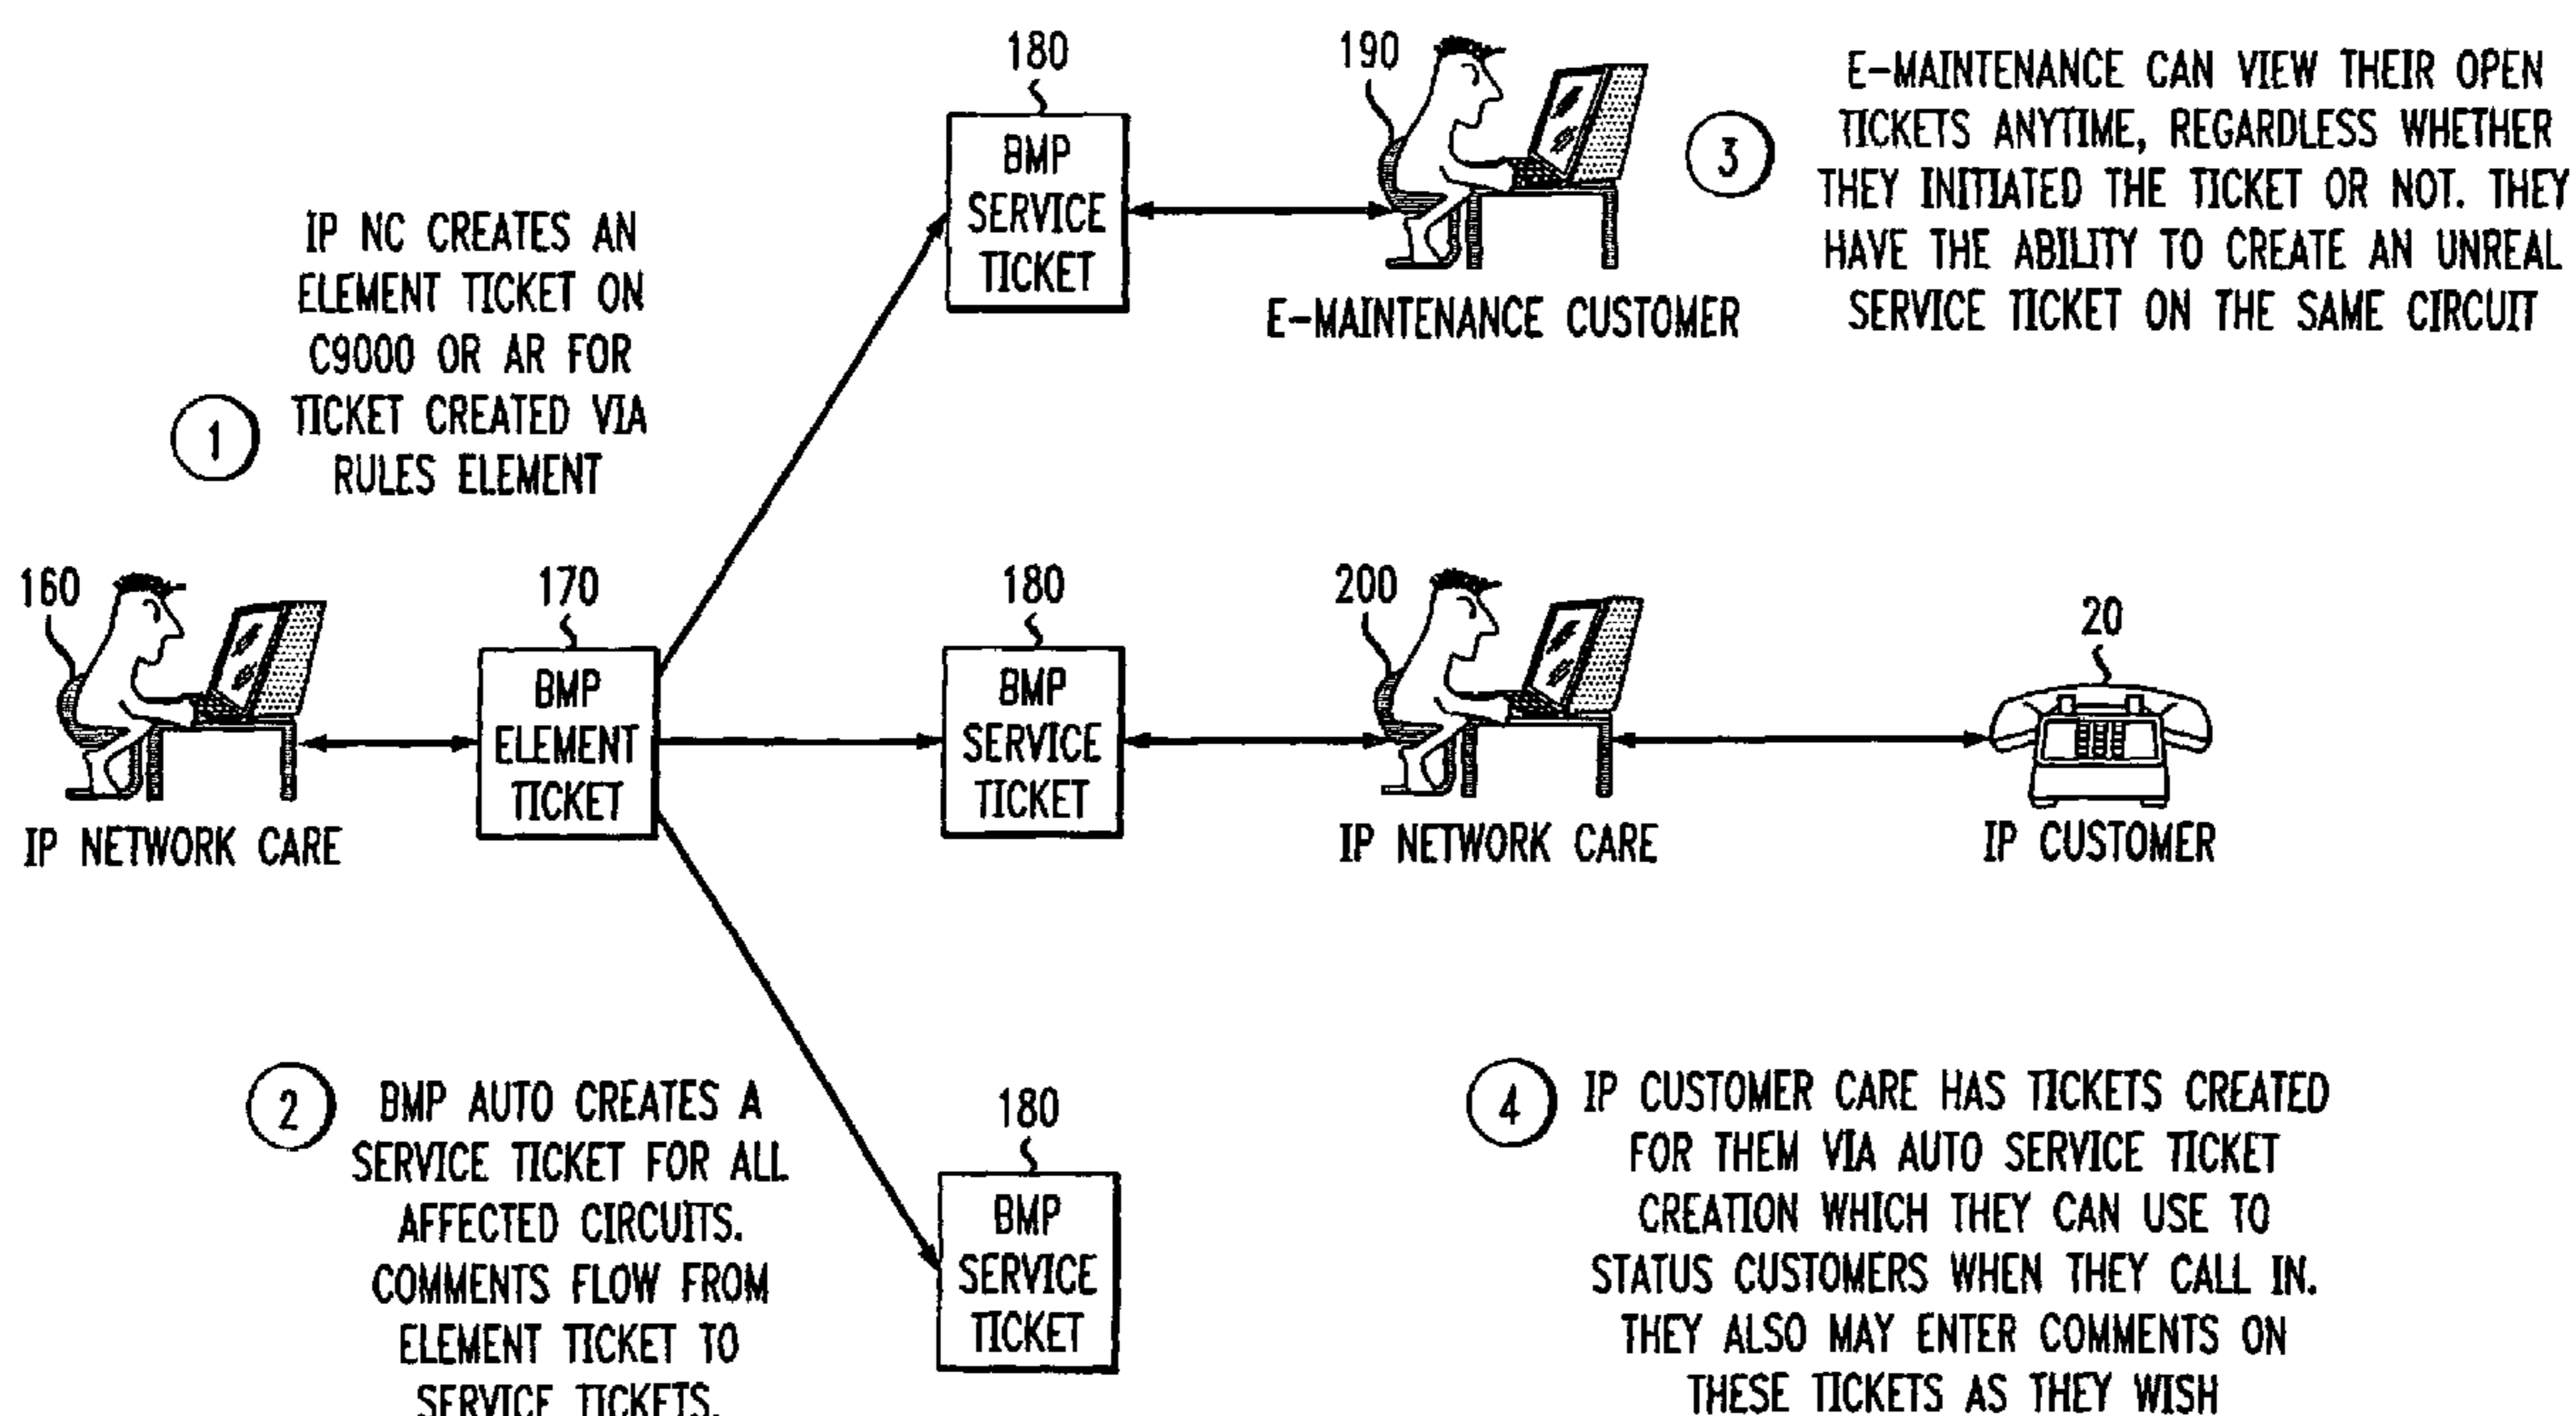 180
BMP
SERVICE
TICKET
190
E-MAINTENANCE CUSTOMER
3
E-MAINTENANCE CAN VIEW THEIR OPEN
TICKETS ANYTIME, REGARDLESS WHETHER
THEY INITIATED THE TICKET OR NOT. THEY
HAVE THE ABILITY TO CREATE AN UNREAL
SERVICE TICKET ON THE SAME CIRCUIT
1
IP NC CREATES AN
ELEMENT TICKET ON
C9000 OR AR FOR
TICKET CREATED VIA
RULES ELEMENT
160
IP NETWORK CARE
170
BMP
ELEMENT
TICKET
180
BMP
SERVICE
TICKET
200
IP NETWORK CARE
20
IP CUSTOMER
2
BMP AUTO CREATES A
SERVICE TICKET FOR ALL
AFFECTED CIRCUITS.
COMMENTS FLOW FROM
ELEMENT TICKET TO
SERVICE TICKETS.
180
BMP
SERVICE
TICKET
4
IP CUSTOMER CARE HAS TICKETS CREATED
FOR THEM VIA AUTO SERVICE TICKET
CREATION WHICH THEY CAN USE TO
STATUS CUSTOMERS WHEN THEY CALL IN.
THEY ALSO MAY ENTER COMMENTS ON
THESE TICKETS AS THEY WISH